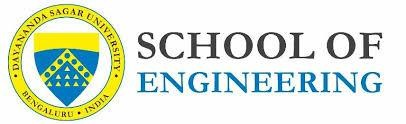 DAYANANDA SAGAR UNIVERSITY
BENGALURU • INDIA
SCHOOL OF
ENGINEERING